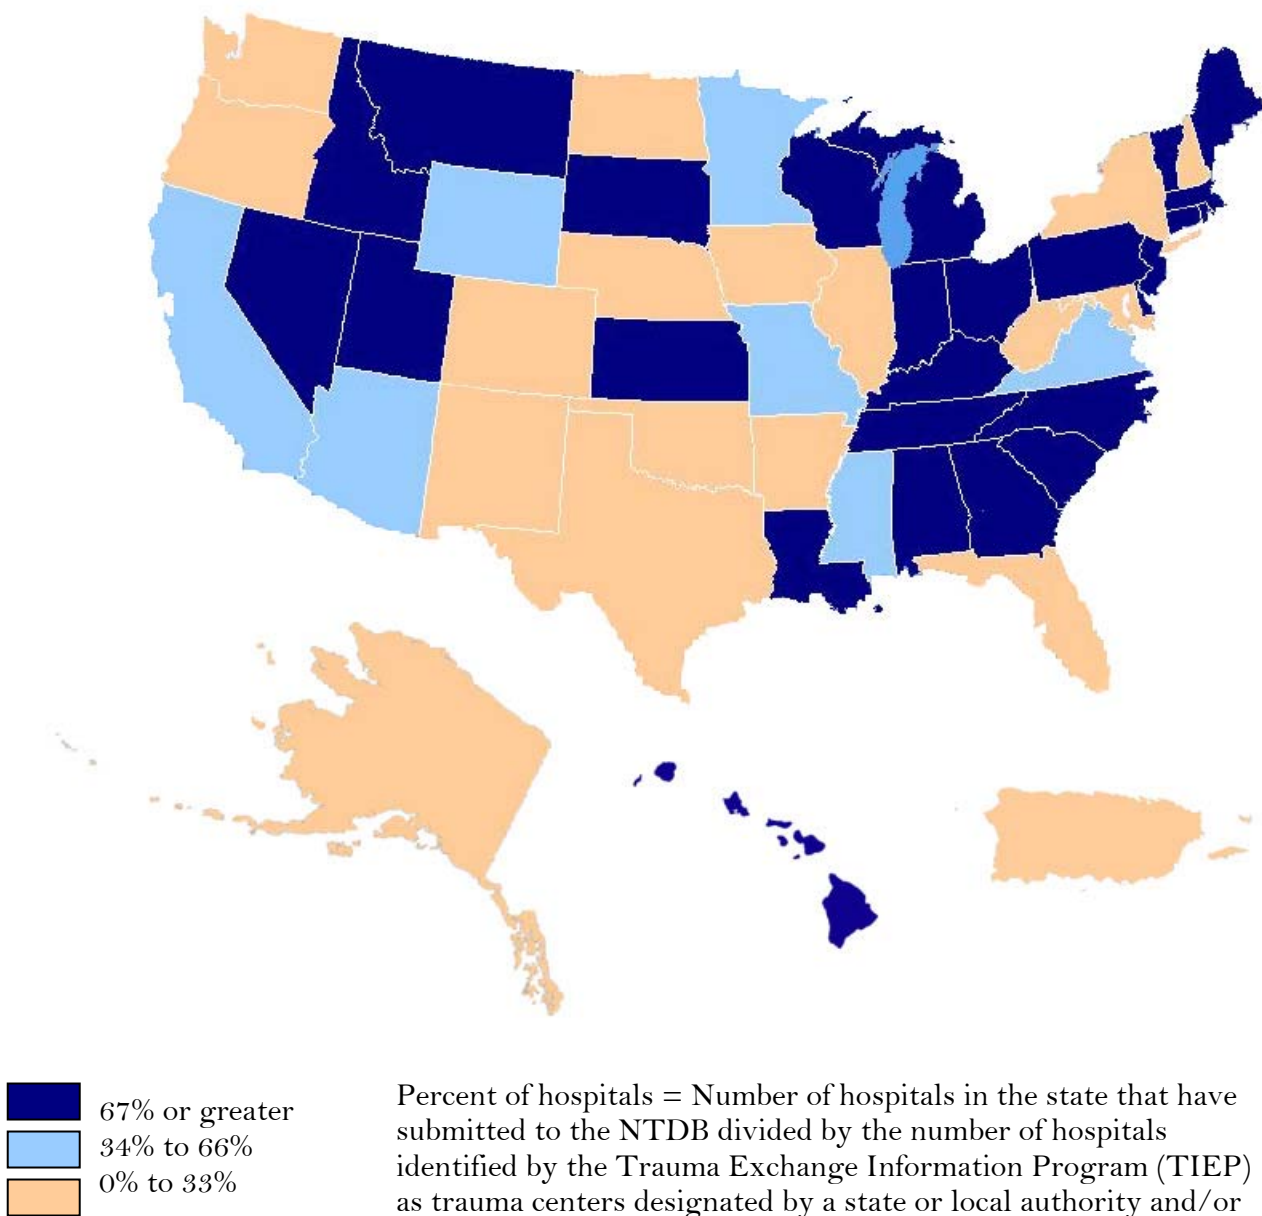 67% or greater
34% to 66%
0% to 33%
Percent of hospitals = Number of hospitals in the state that have
submitted to the NTDB divided by the number of hospitals
identified by the Trauma Exchange Information Program (TIEP)
as trauma centers designated by a state or local authority and/or